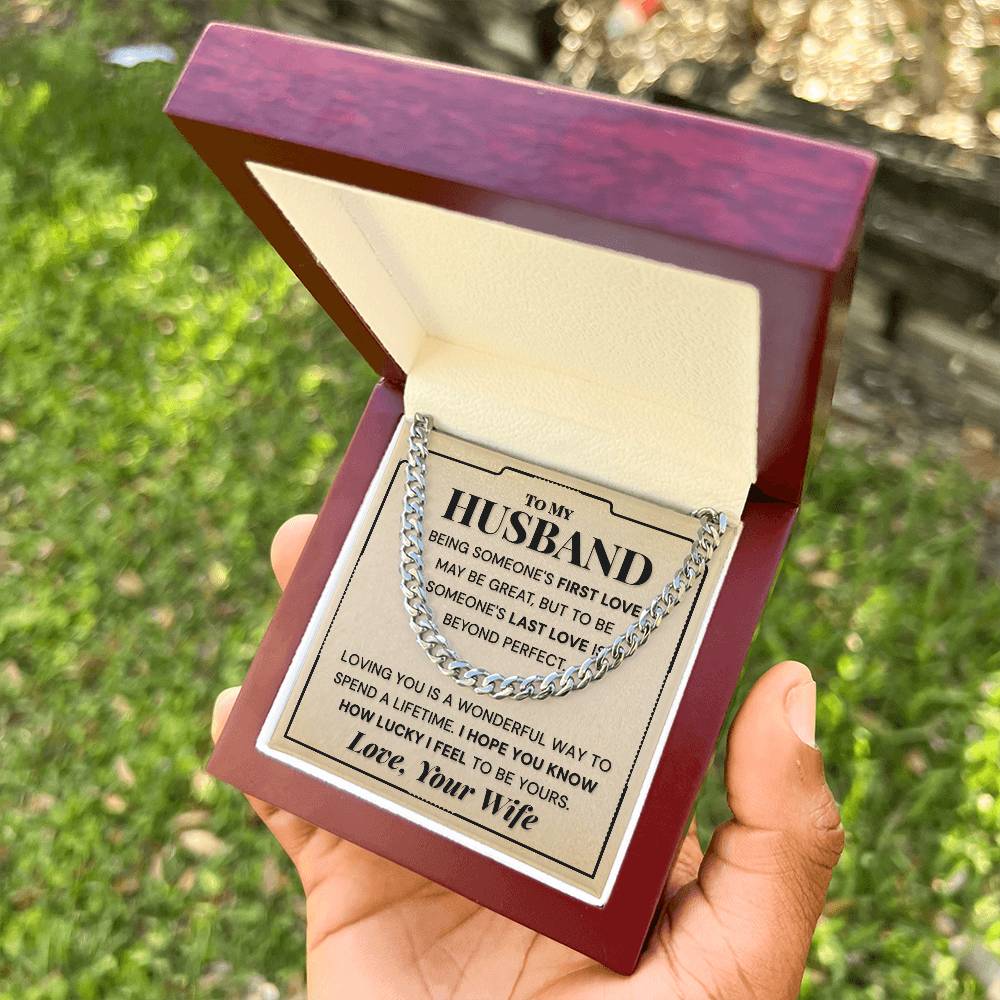 TO MY
HUSBAND
BEING SOMEONE'S FIRST LOVE
MAY BE GREAT, BUT TO BE
SOMEONE'S LAST LOVE IS
BEYOND PERFECT
LOVING YOU IS A WONDERFUL WAY TO
SPEND A LIFETIME. I HOPE YOU KNOW
HOW LUCKY I FEEL TO BE YOURS.
Love, Your Wife